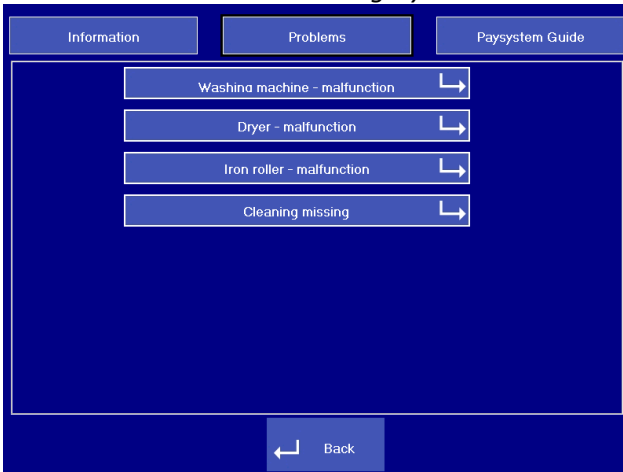 Information
Problems
Paysystem Guide
Washing machine - malfunction
Dryer - malfunction
Iron roller - malfunction
Cleaning missing
Back